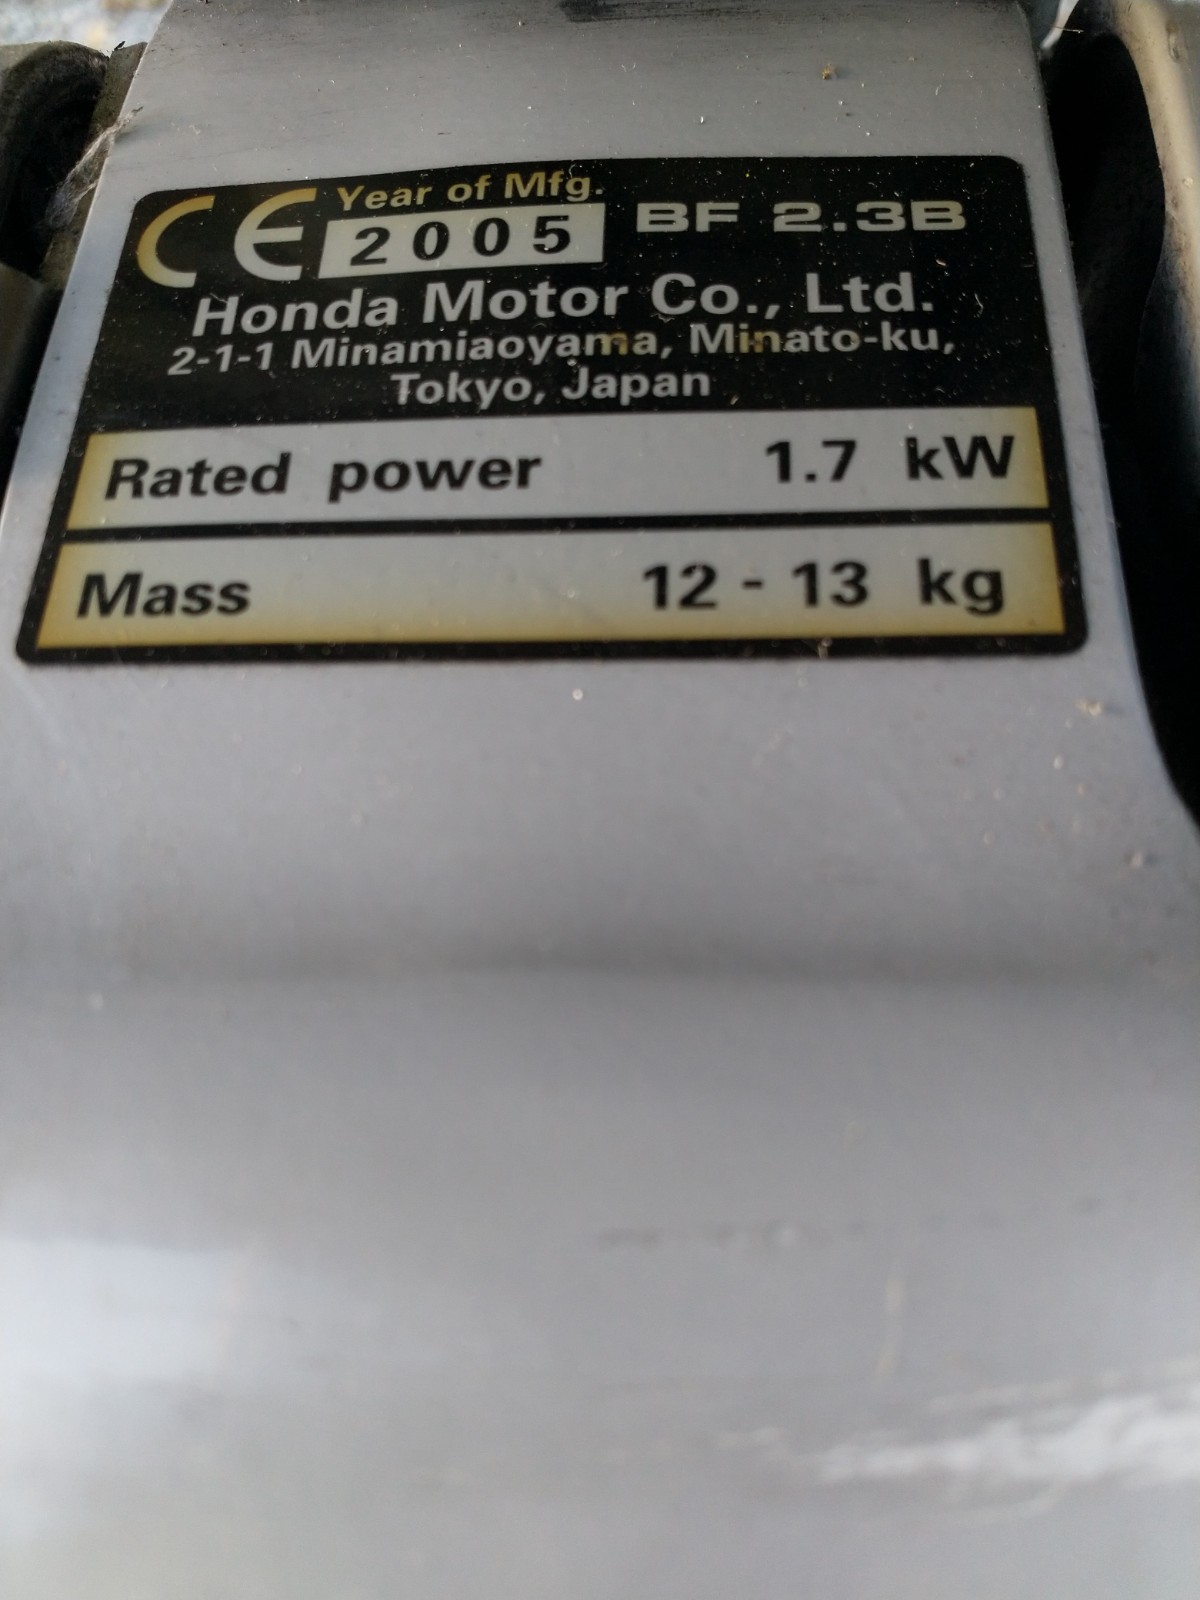 CE Year of Mfg. BF 2.3B
2005
Honda Motor Co., Ltd.
2-1-1 Minamiaoyama, Minato-ku,
Tokyo, Japan
Rated power 1.7 kW
Mass 12 - 13 kg